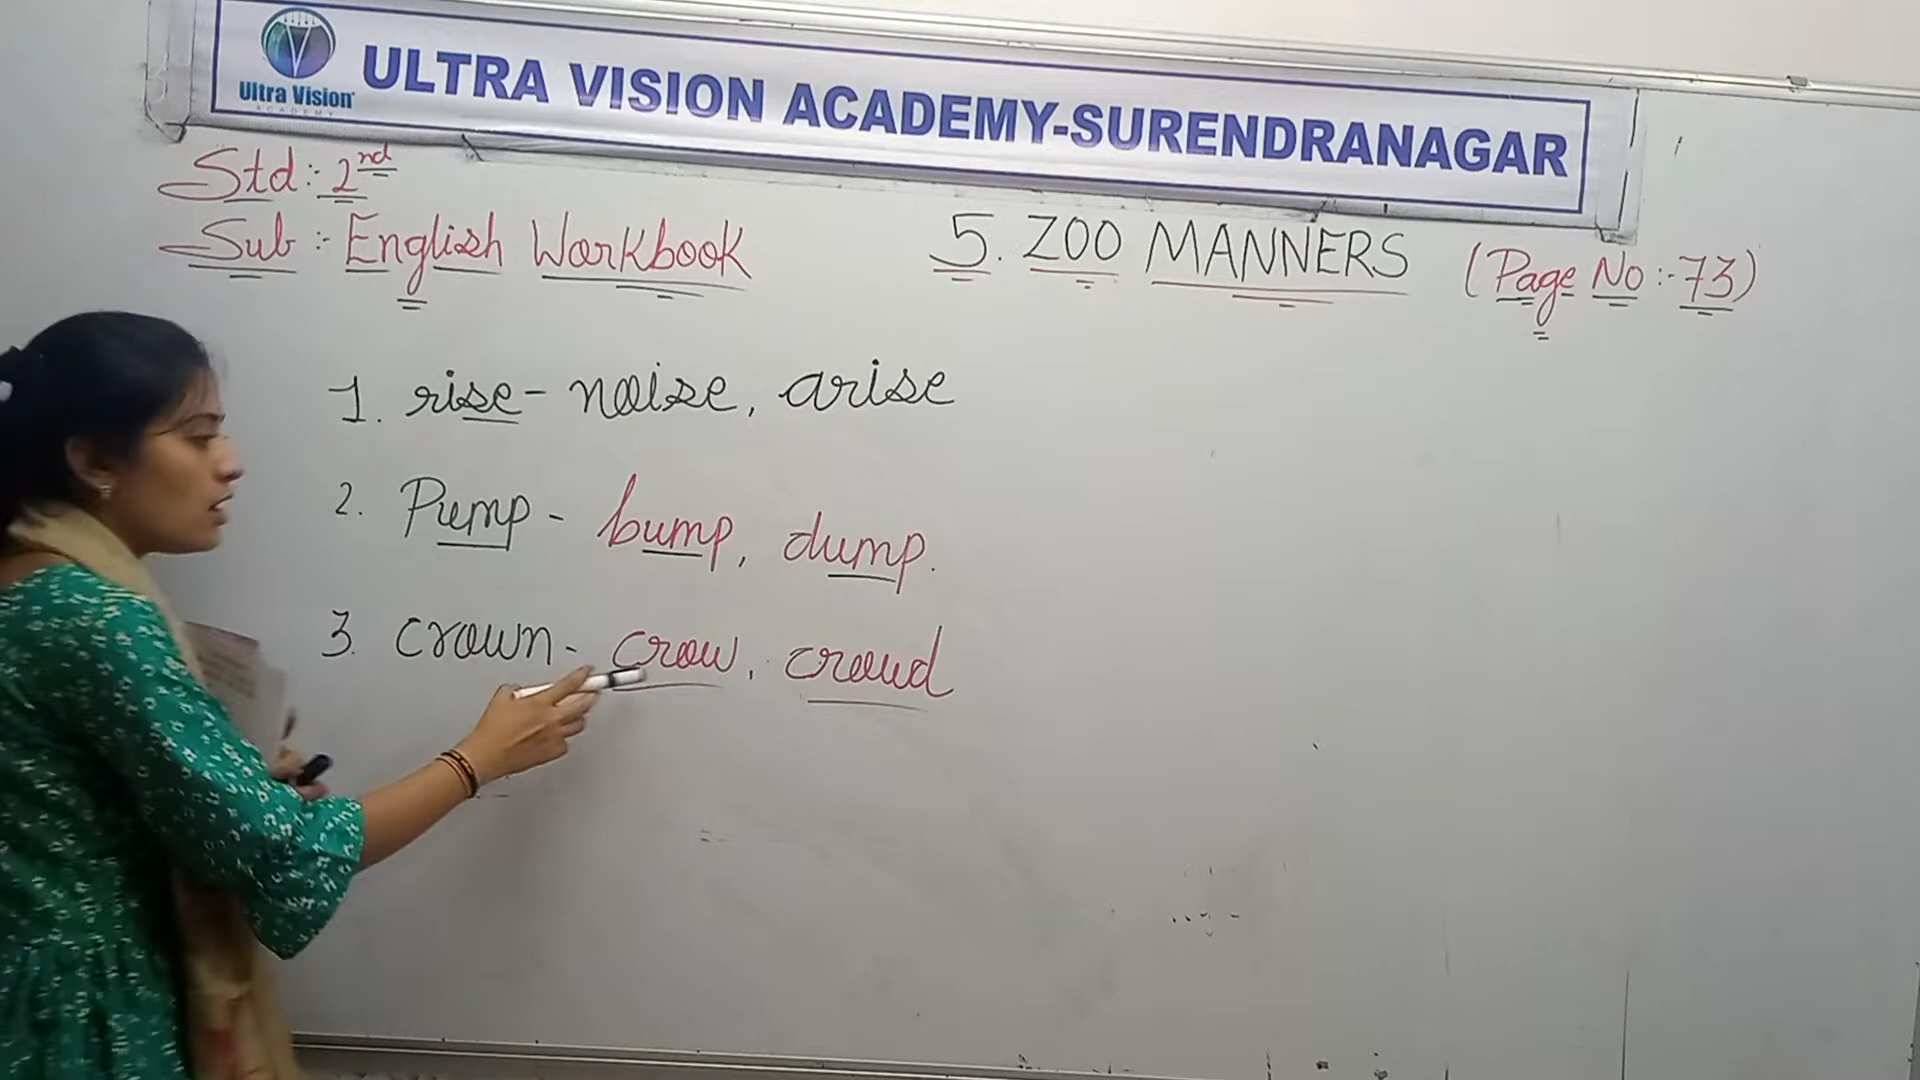 Ultra Vision
ACADEMY
ULTRA VISION ACADEMY-SURENDRANAGAR
Std:- 2nd
Sub:- English Workbook
5. ZOO MANNERS (Page No:-73)
1. rise - noise, arise
2. Pump - bump, dump.
3. Crown - crow, crowd